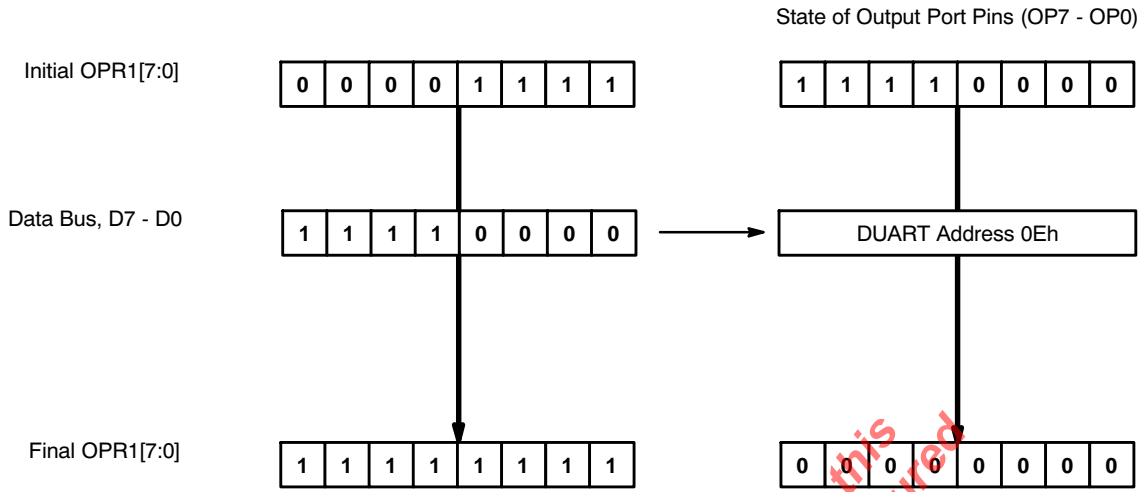 State of Output Port Pins (OP7 - OP0)
Initial OPR1[7:0]
0 0 0 0 1 1 1 1
1 1 1 1 0 0 0 0
Data Bus, D7 - D0
1 1 1 1 0 0 0 0
DUART Address 0Eh
this
Final OPR1[7:0]
1 1 1 1 1 1 1 1
0 0 0 0 0 0 0 0